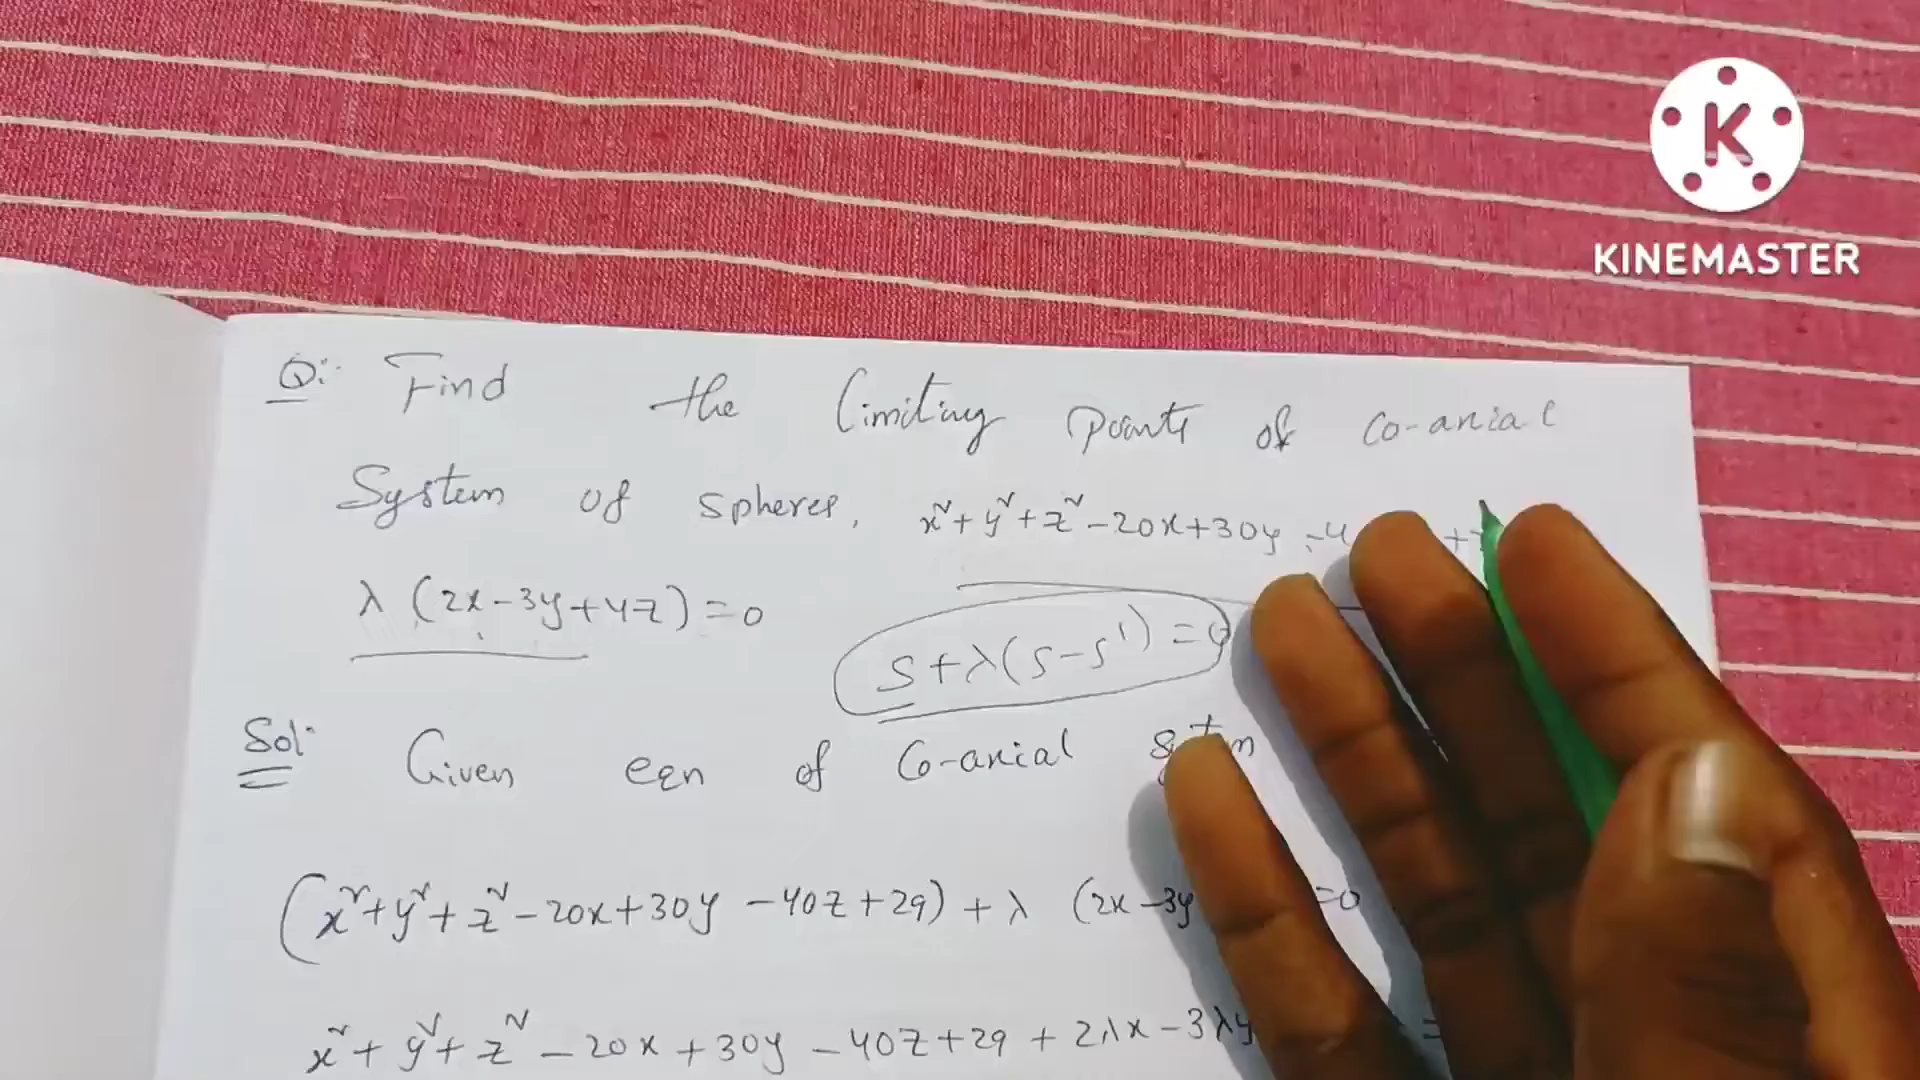 K
KINEMASTER
Q:- Find the limiting points of co-axial
System of spheres, x²+y²+z²-20x+30y-4
λ (2x-3y+4z)=0
S+λ(S-S')=0
Sol: Given eqn of Co-axial
(x²+y²+z²-20x+30y-40z+29)+λ (2x-3y =0
x²+y²+z²-20x+30y-40z+29+2λx-3λy =